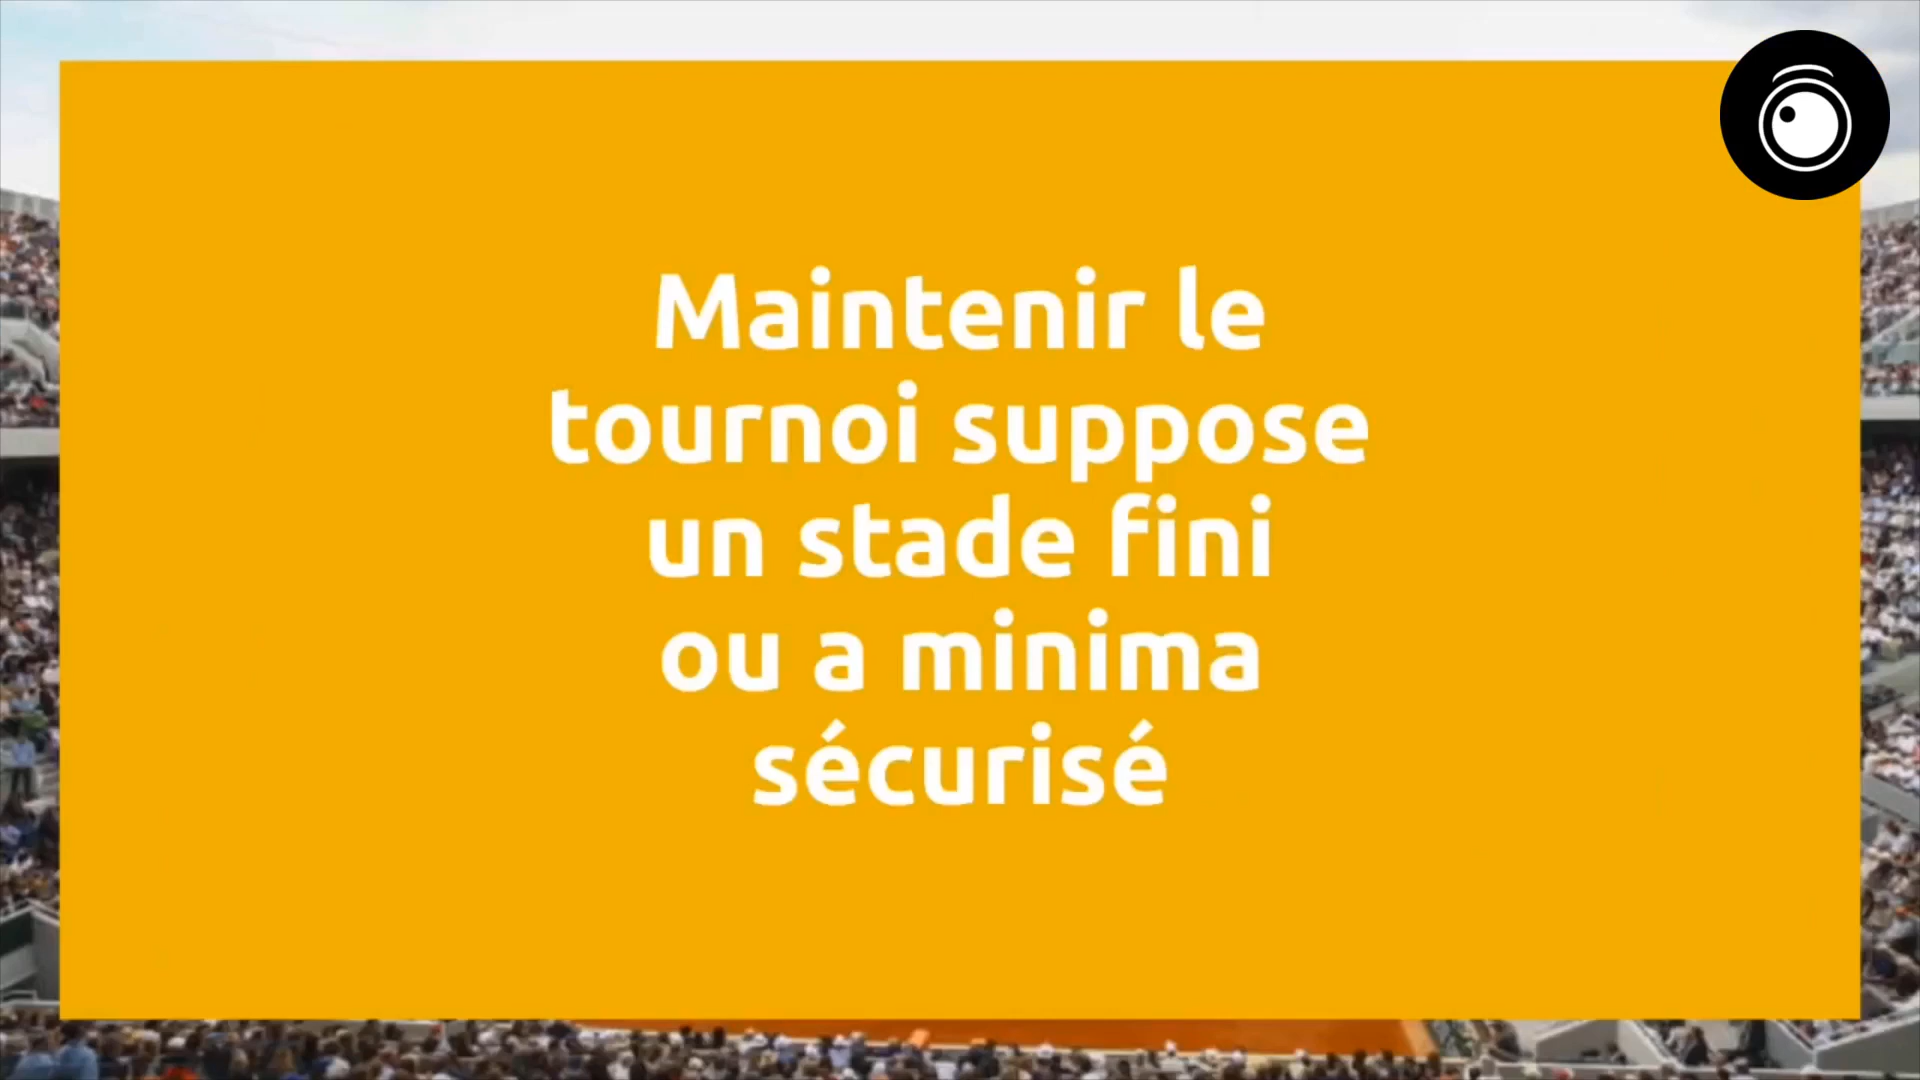 Maintenir le
tournoi suppose
un stade fini
ou a minima
sécurisé